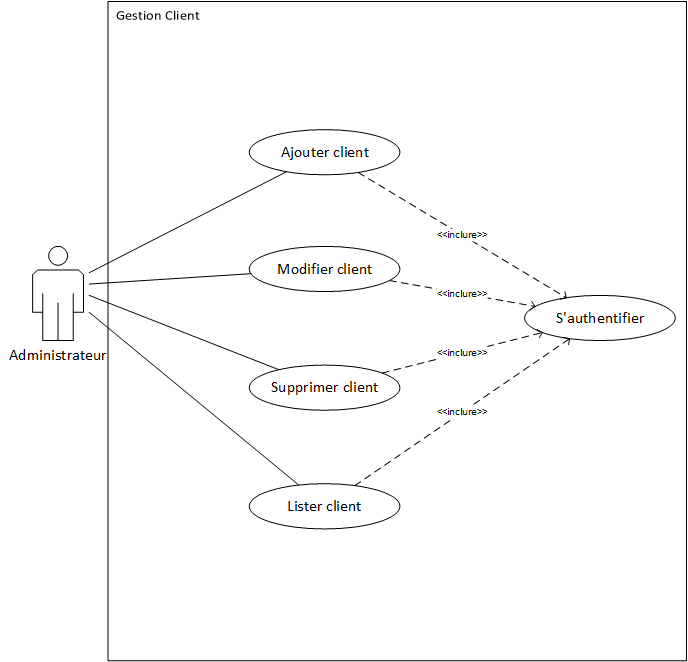 Gestion Client
Ajouter client
<<inclure>>
Modifier client
<<inclure>>
S'authentifier
Administrateur
<<inclure>>
Supprimer client
<<inclure>>
Lister client